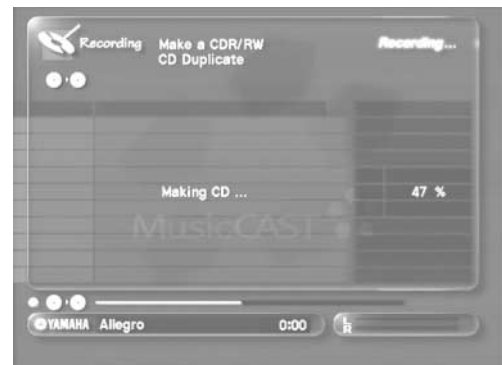 Recording Make a CDR/RW Recording...
CD Duplicate
Making CD ... 47 %
MusicCAST
YAMAHA Allegro 0:00 L
R